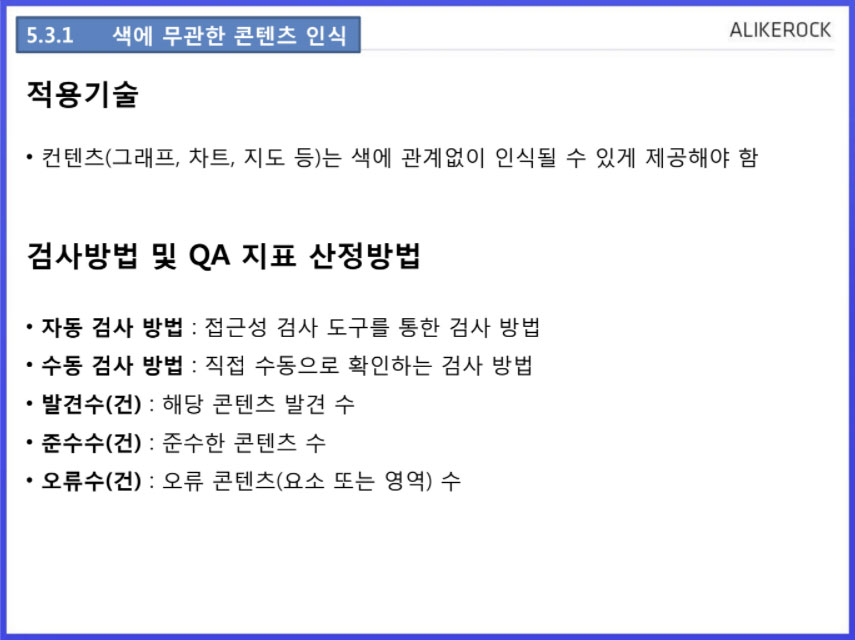 5.3.1 색에 무관한 콘텐츠 인식
ALIKEROCK
적용기술
• 컨텐츠(그래프, 차트, 지도 등)는 색에 관계없이 인식될 수 있게 제공해야 함
검사방법 및 QA 지표 산정방법
• 자동 검사 방법 : 접근성 검사 도구를 통한 검사 방법
• 수동 검사 방법 : 직접 수동으로 확인하는 검사 방법
• 발견수(건) : 해당 콘텐츠 발견 수
• 준수수(건) : 준수한 콘텐츠 수
• 오류수(건) : 오류 콘텐츠(요소 또는 영역) 수